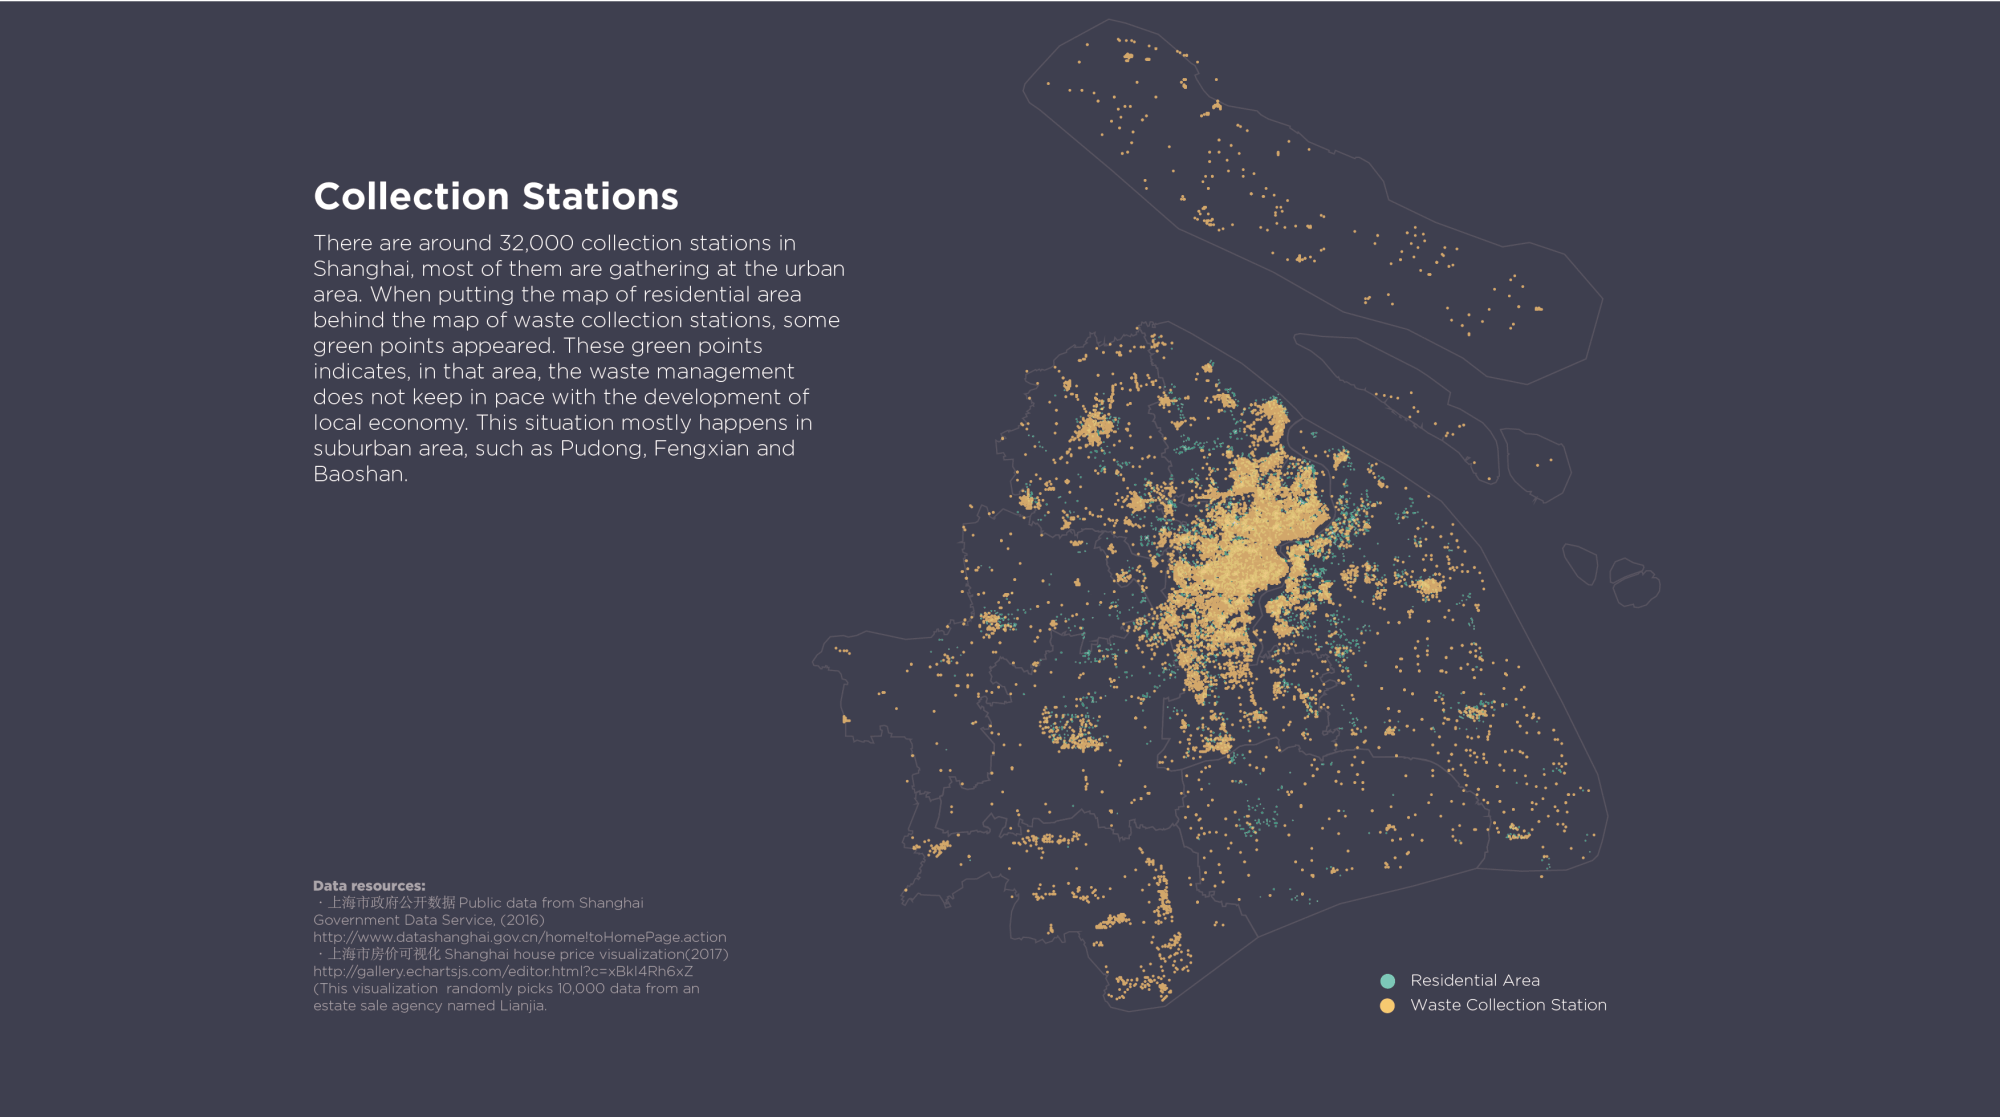 Collection Stations
There are around 32,000 collection stations in
Shanghai, most of them are gathering at the urban
area. When putting the map of residential area
behind the map of waste collection stations, some
green points appeared. These green points
indicates, in that area, the waste management
does not keep in pace with the development of
local economy. This situation mostly happens in
suburban area, such as Pudong, Fengxian and
Baoshan.
Data resources:
· 上海市政府公开数据 Public data from Shanghai
Government Data Service, (2016)
http://www.datashanghai.gov.cn/home!toHomePage.action
· 上海市房价可视化 Shanghai house price visualization(2017)
http://gallery.echartsjs.com/editor.html?c=xBkl4Rh6xZ
(This visualization  randomly picks 10,000 data from an
estate sale agency named Lianjia.
Residential Area
Waste Collection Station